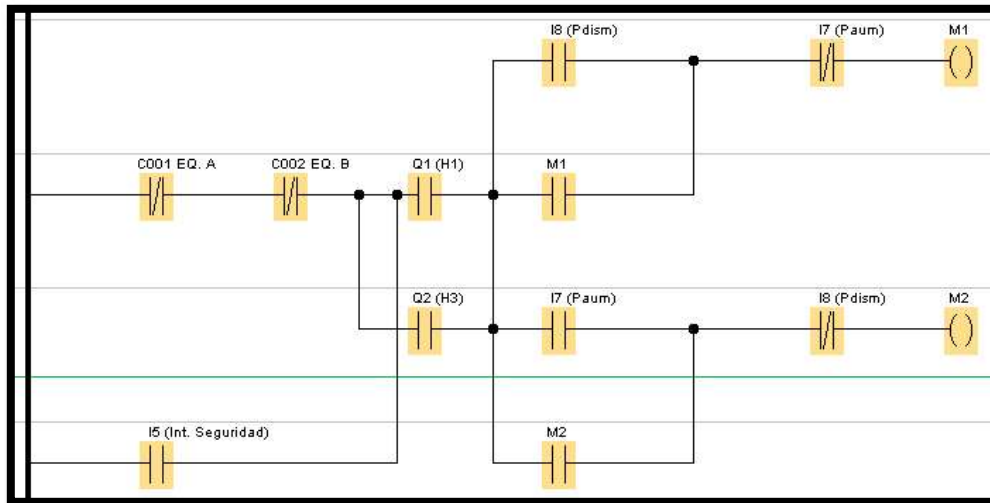 I8 (Pdism) I7 (Paum) M1
C001 EQ. A C002 EQ. B Q1 (H1) M1
Q2 (H3) I7 (Paum) I8 (Pdism) M2
I5 (Int. Seguridad) M2